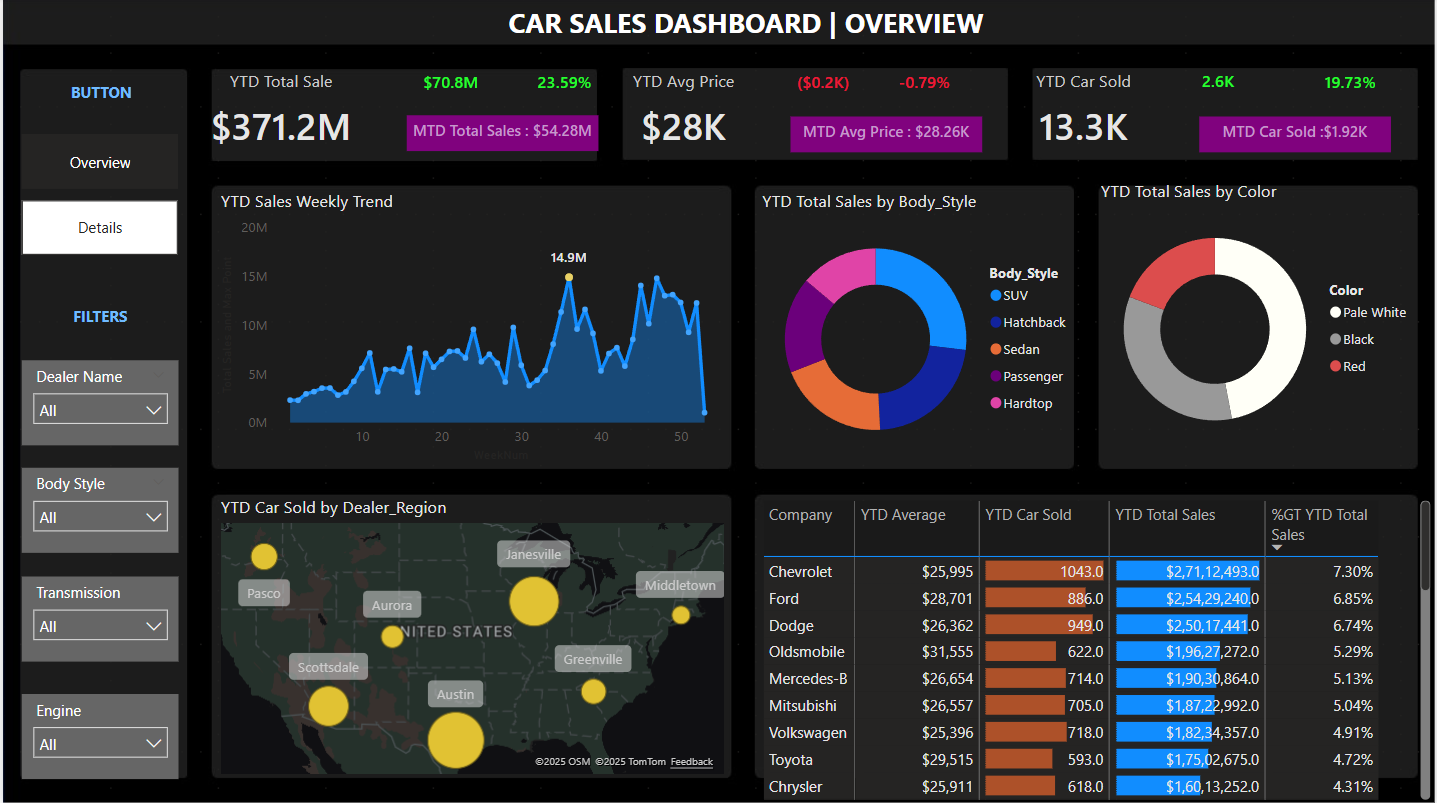 CAR SALES DASHBOARD | OVERVIEW
BUTTON
Overview
Details
FILTERS
Dealer Name
All
Body Style
All
Transmission
All
Engine
All
YTD Total Sale $70.8M 23.59%
$371.2M MTD Total Sales : $54.28M
YTD Avg Price ($0.2K) -0.79%
$28K MTD Avg Price : $28.26K
YTD Car Sold 2.6K 19.73%
13.3K MTD Car Sold :$1.92K
YTD Sales Weekly Trend
20M
15M
10M
5M
0M
14.9M
10 20 30 40 50
WeekNum
YTD Total Sales by Body_Style
Body_Style
SUV
Hatchback
Sedan
Passenger
Hardtop
YTD Total Sales by Color
Color
Pale White
Black
Red
YTD Car Sold by Dealer_Region
Janesville
Middletown
Pasco
Aurora
NITED STATES
Greenville
Scottsdale
Austin
©2025 OSM ©2025 TomTom Feedback
Company YTD Average YTD Car Sold YTD Total Sales %GT YTD Total
Sales
Chevrolet $25,995 1043.0 $2,71,12,493.0 7.30%
Ford $28,701 886.0 $2,54,29,240.0 6.85%
Dodge $26,362 949.0 $2,50,17,441.0 6.74%
Oldsmobile $31,555 622.0 $1,96,27,272.0 5.29%
Mercedes-B $26,654 714.0 $1,90,30,864.0 5.13%
Mitsubishi $26,557 705.0 $1,87,22,992.0 5.04%
Volkswagen $25,396 718.0 $1,82,34,357.0 4.91%
Toyota $29,515 593.0 $1,75,02,675.0 4.72%
Chrysler $25,911 618.0 $1,60,13,252.0 4.31%